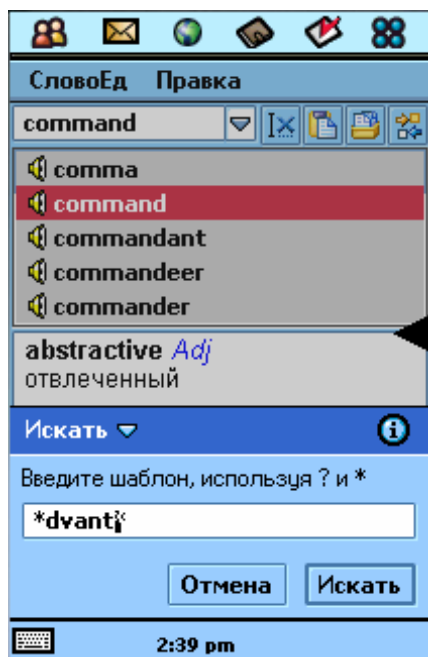 СловоЕд Правка
command
comma
command
commandant
commandeer
commander
abstractive Adj
отвлеченный
Искать
Введите шаблон, используя ? и *
*dvanti*
Отмена Искать
2:39 pm